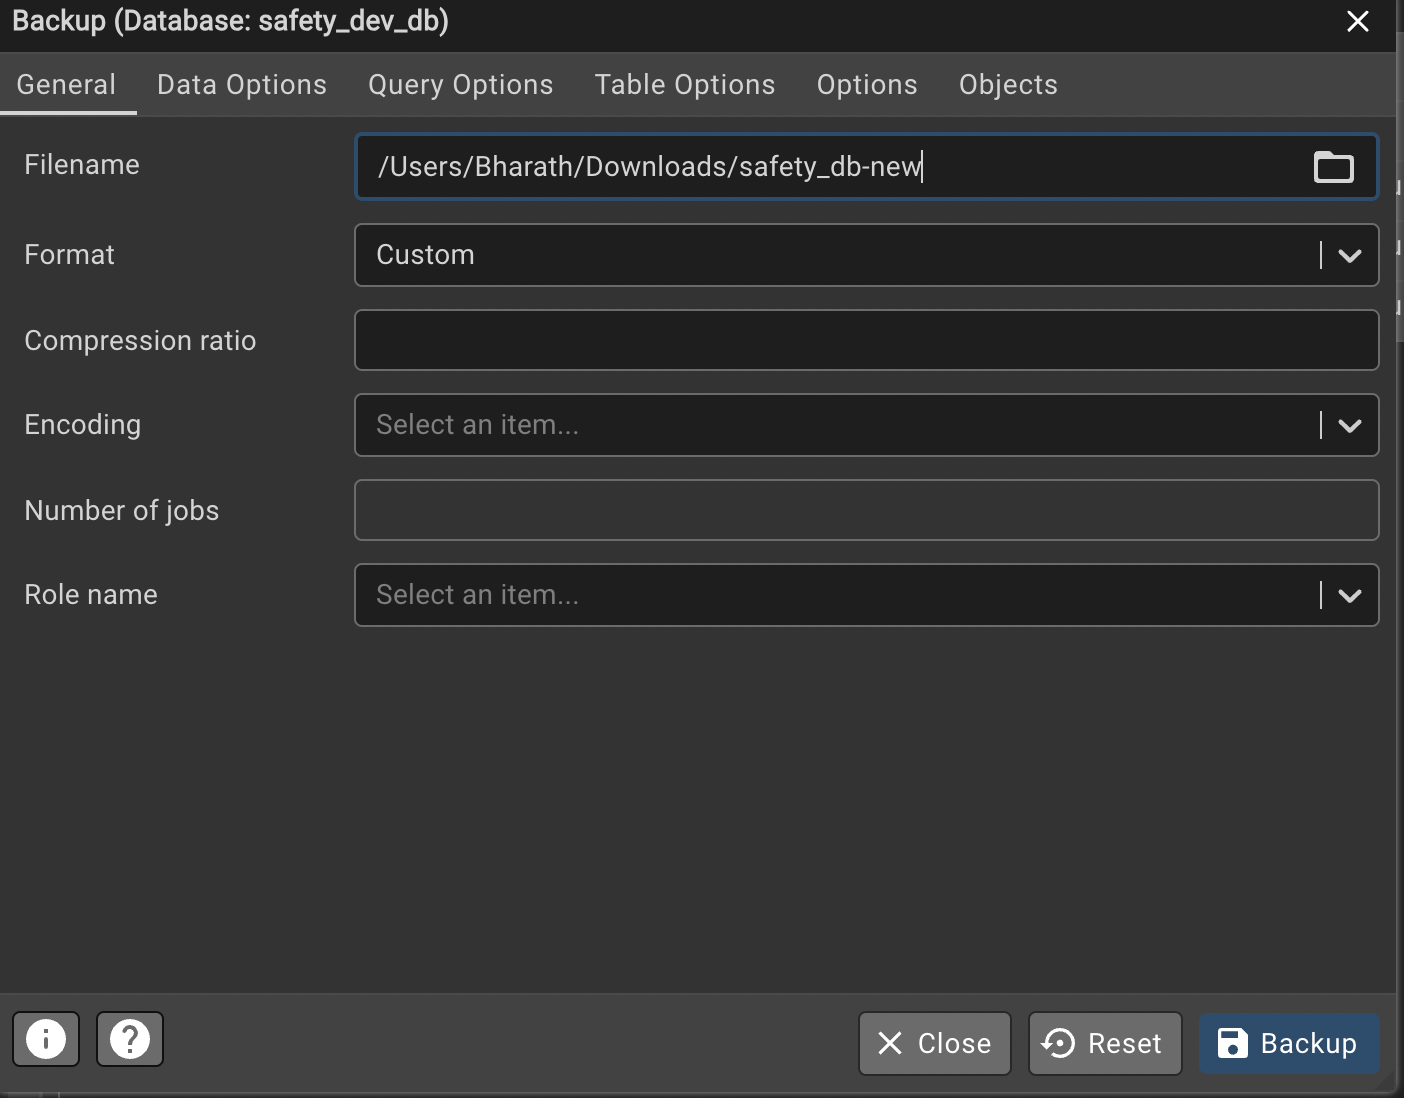 Backup (Database: safety_dev_db)
General Data Options Query Options Table Options Options Objects
Filename /Users/Bharath/Downloads/safety_db-new
Format Custom
Compression ratio
Encoding Select an item...
Number of jobs
Role name Select an item...
Close Reset Backup